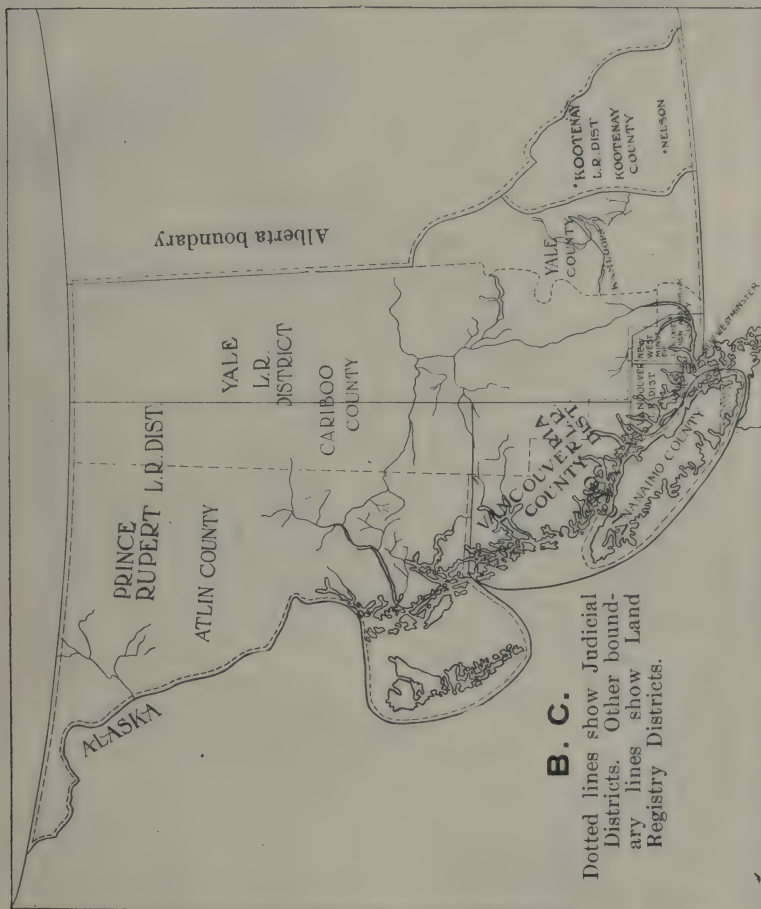 ALASKA
PRINCE
RUPERT L.R. DIST.
ATLIN COUNTY
YALE
L.R.
DISTRICT
CARIBOO
COUNTY
Alberta boundary
YALE
COUNTY
•KOOTENAY
L.R. DIST
KOOTENAY
COUNTY
•NELSON
VANCOUVER
COUNTY
L.R.
DIST.
VANCOUVER
L.R. DIST
NEW
WEST
NANAIMO COUNTY
NEW WESTMINSTER
B. C.
Dotted lines show Judicial
Districts. Other bound-
ary lines show Land
Registry Districts.